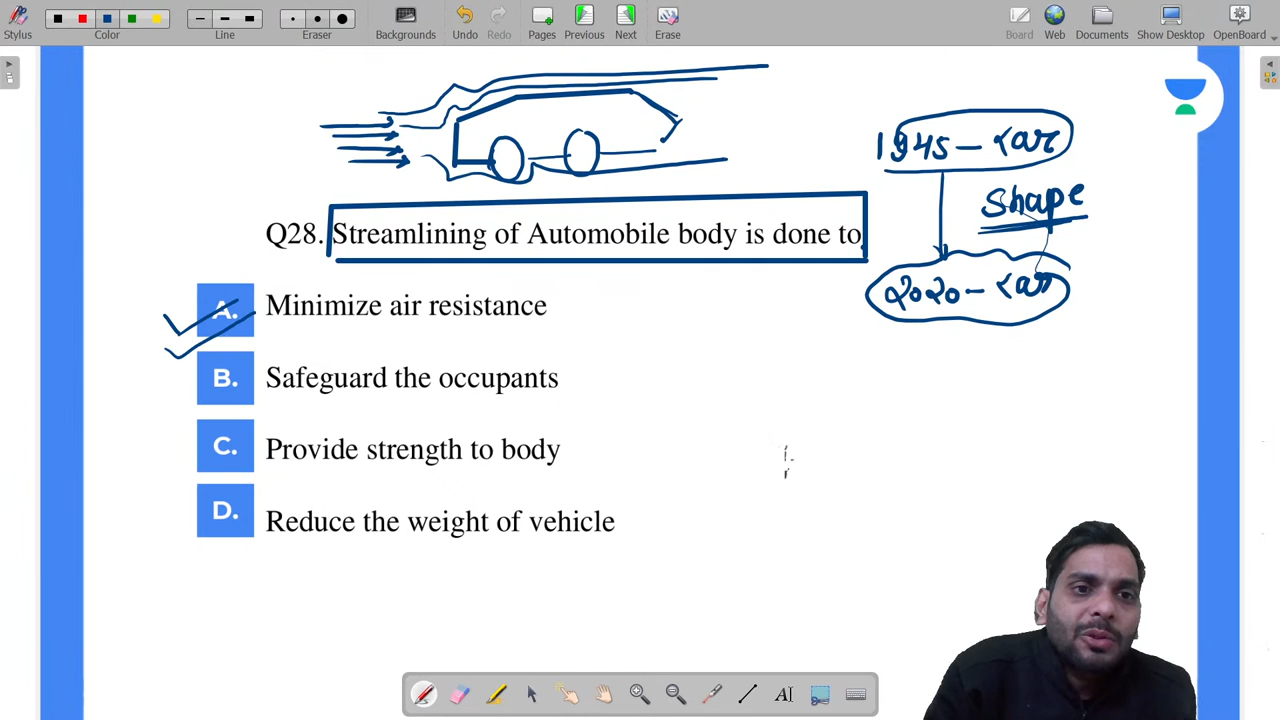 Stylus
Color
Line
Eraser
Backgrounds
Undo
Redo
Pages
Previous
Next
Erase
Board
Web
Documents
Show Desktop
OpenBoard
1945 - Car
Shape
2020 - Car
Q28. Streamlining of Automobile body is done to
A. Minimize air resistance
B. Safeguard the occupants
C. Provide strength to body
D. Reduce the weight of vehicle